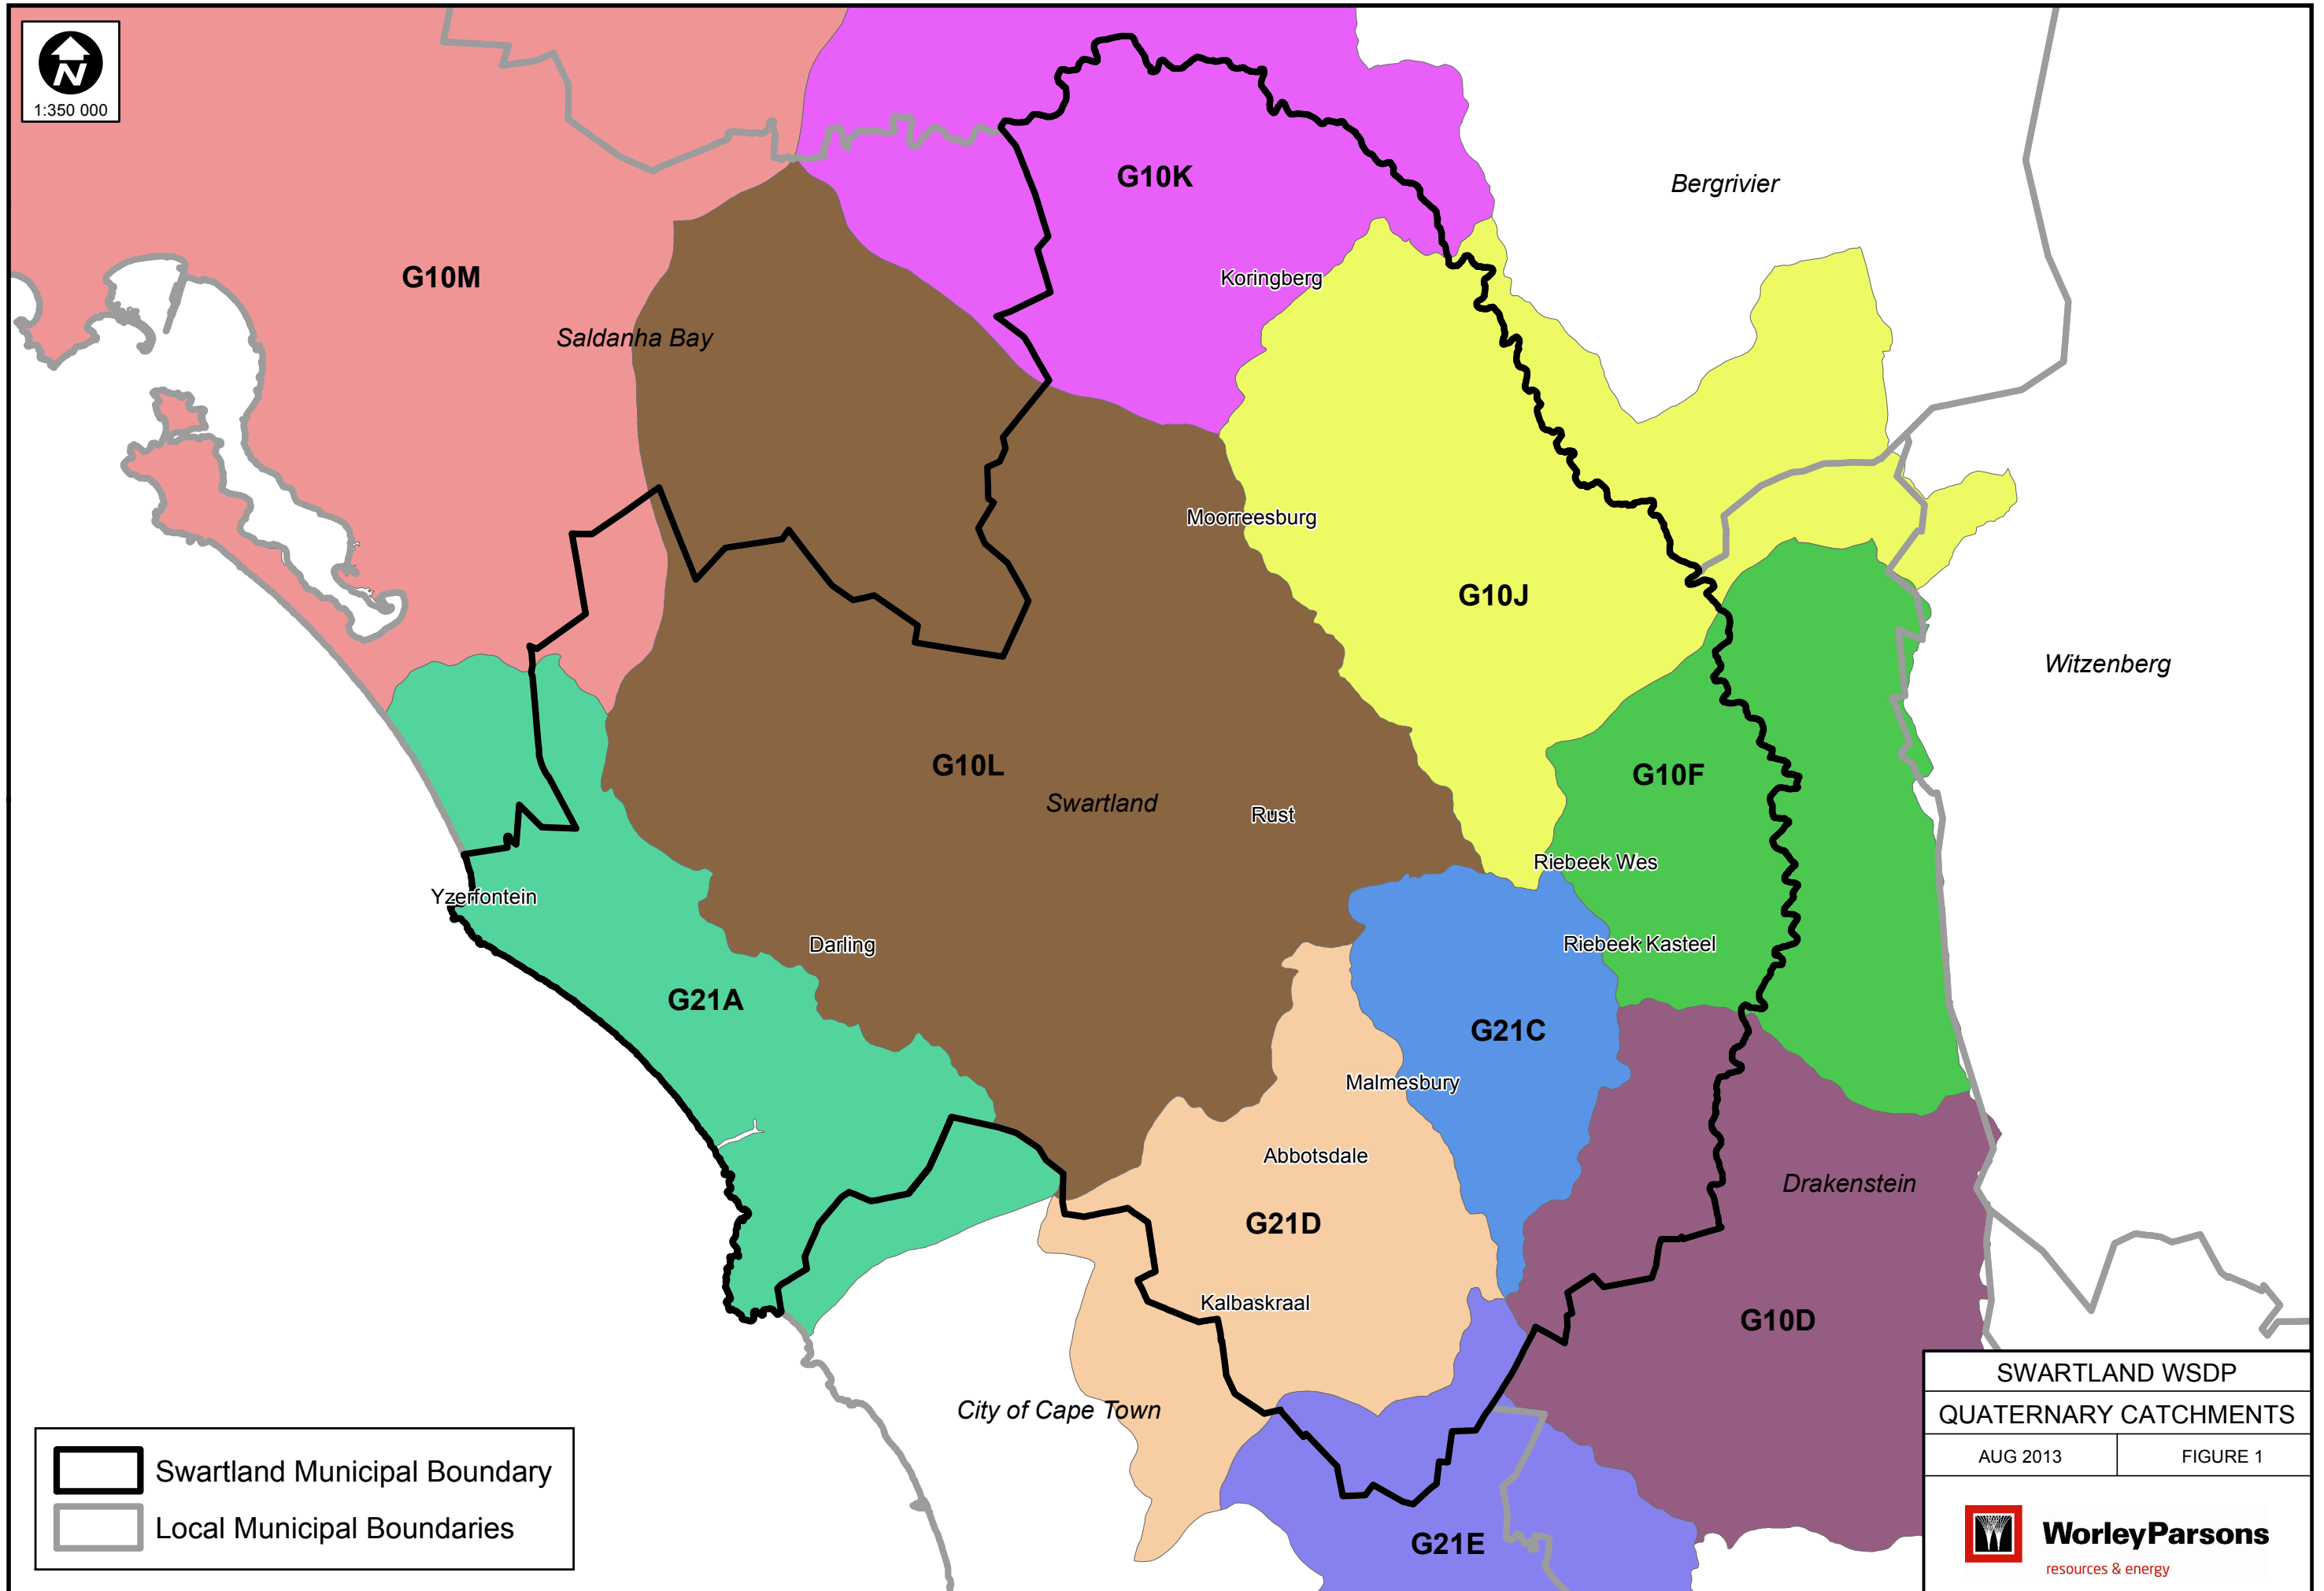 N
1:350 000
G10K
Bergrivier
G10M
Koringberg
Saldanha Bay
Moorreesburg
G10J
Witzenberg
G10L
G10F
Swartland
Rust
Riebeek Wes
Yzerfontein
Darling
Riebeek Kasteel
G21A
G21C
Malmesbury
Abbotsdale
Drakenstein
G21D
Kalbaskraal
G10D
City of Cape Town
G21E
Swartland Municipal Boundary
Local Municipal Boundaries
SWARTLAND WSDP
QUATERNARY CATCHMENTS
AUG 2013
FIGURE 1
WorleyParsons
resources & energy